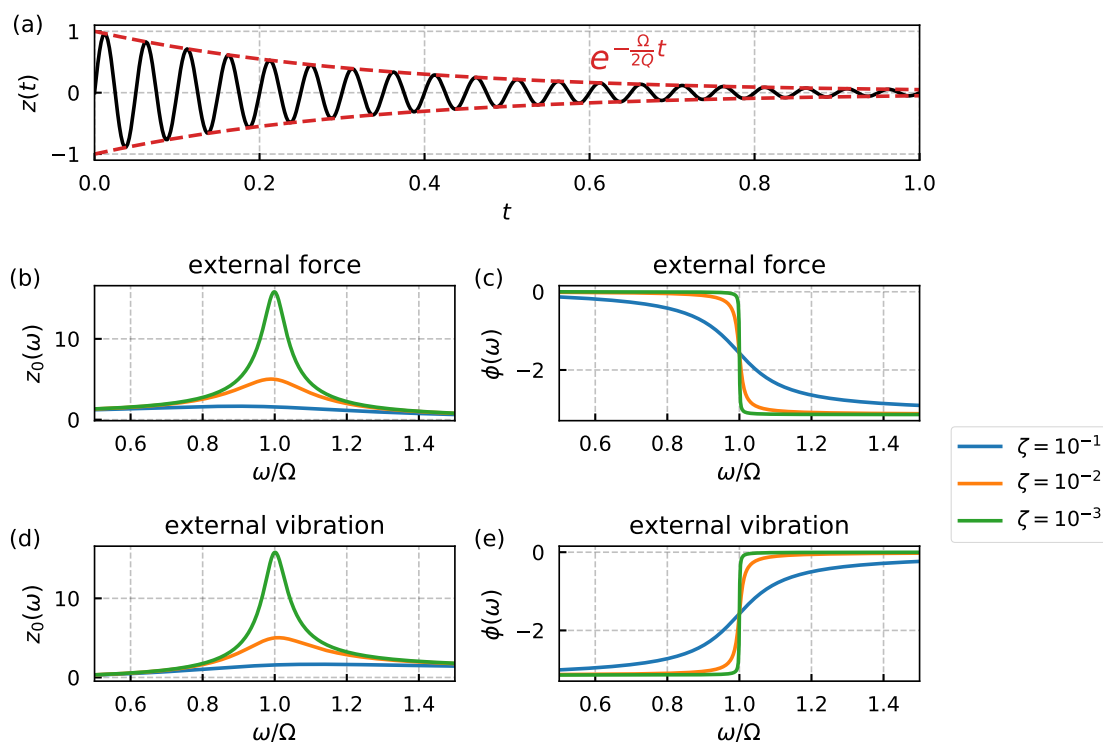 (a)
1
0
−1
z(t)
e^{-\frac{Ω}{2Q}t}
0.0 0.2 0.4 0.6 0.8 1.0
t
(b)
external force
10
0
z₀(ω)
0.6 0.8 1.0 1.2 1.4
ω/Ω
(c)
external force
0
−2
ϕ(ω)
0.6 0.8 1.0 1.2 1.4
ω/Ω
ζ = 10⁻¹
ζ = 10⁻²
ζ = 10⁻³
(d)
external vibration
10
0
z₀(ω)
0.6 0.8 1.0 1.2 1.4
ω/Ω
(e)
external vibration
0
−2
ϕ(ω)
0.6 0.8 1.0 1.2 1.4
ω/Ω